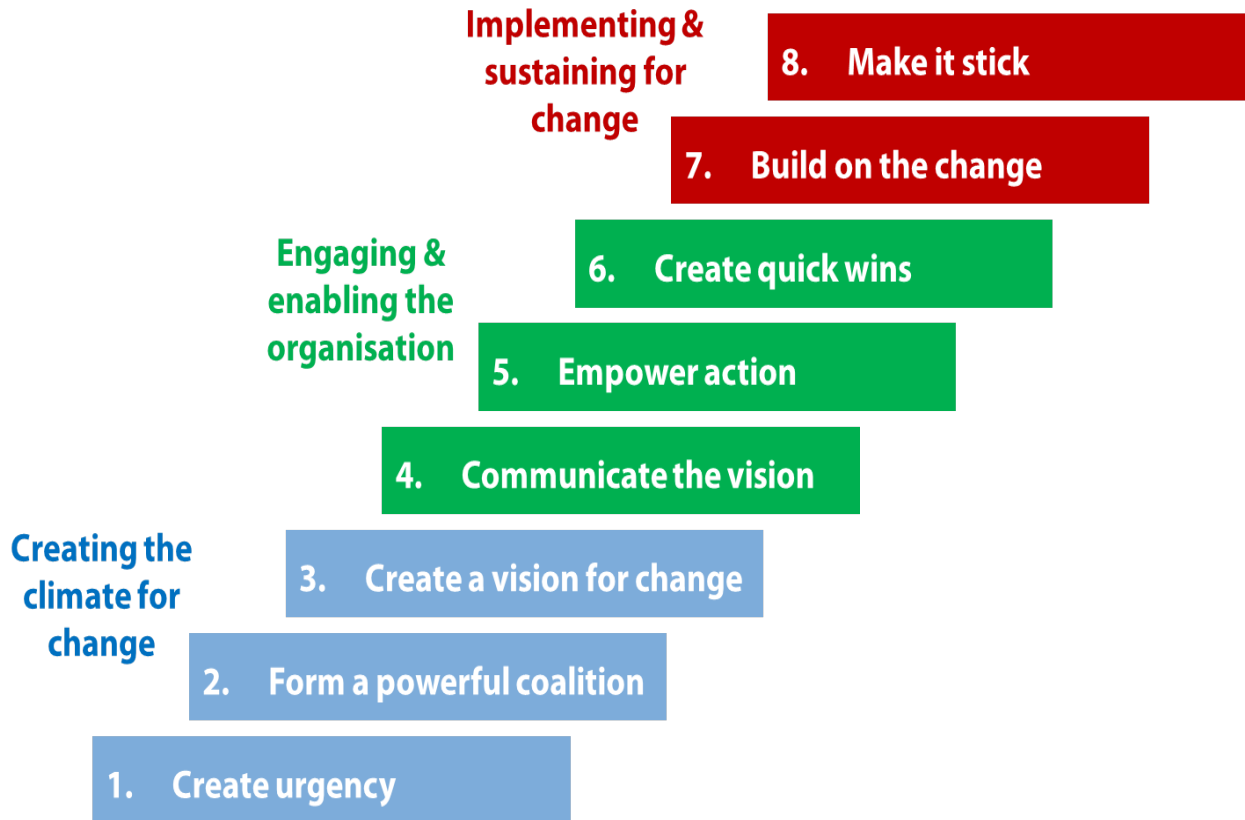 Implementing &
sustaining for
change
8. Make it stick
7. Build on the change
Engaging &
enabling the
organisation
6. Create quick wins
5. Empower action
4. Communicate the vision
Creating the
climate for
change
3. Create a vision for change
2. Form a powerful coalition
1. Create urgency